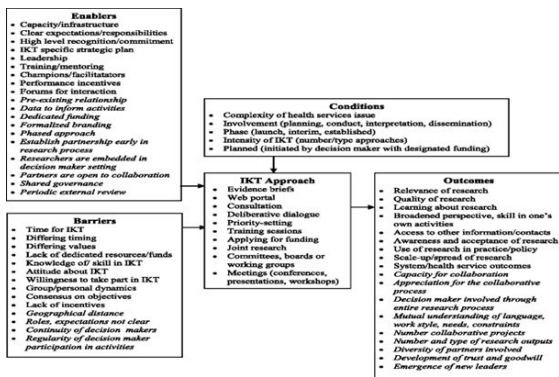 Enablers
• Capacity/infrastructure
• Clear expectations/responsibilities
• High level recognition/commitment
• IKT specific strategic plan
• Leadership
• Training/mentoring
• Champions/facilitators
• Performance incentives
• Forums for interaction
• Pre-existing relationship
• Data to inform activities
• Dedicated funding
• Formalized branding
• Phased approach
• Establish partnership early in
research process
• Researchers are embedded in
decision maker setting
• Partners are open to collaboration
• Shared governance
• Periodic external review
Barriers
• Time for IKT
• Differing timing
• Differing values
• Lack of dedicated resources/funds
• Knowledge of/ skill in IKT
• Attitude about IKT
• Willingness to take part in IKT
• Group/personal dynamics
• Consensus on objectives
• Lack of incentives
• Geographical distance
• Roles, expectations not clear
• Continuity of decision makers
• Regularity of decision maker
participation in activities
Conditions
• Complexity of health services issue
• Involvement (planning, conduct, interpretation, dissemination)
• Phase (launch, interim, established)
• Intensity of IKT (number/type approaches)
• Planned (initiated by decision maker with designated funding)
IKT Approach
• Evidence briefs
• Web portal
• Consultation
• Deliberative dialogue
• Priority-setting
• Training sessions
• Applying for funding
• Joint research
• Committees, boards or
working groups
• Meetings (conferences,
presentations, workshops)
Outcomes
• Relevance of research
• Quality of research
• Learning about research
• Broadened perspective, skill in one's
own activities
• Access to other information/contacts
• Awareness and acceptance of research
• Use of research in practice/policy
• Scale-up/spread of research
• System/health service outcomes
• Capacity for collaboration
• Appreciation for the collaborative
process
• Decision maker involved through
entire research process
• Mutual understanding of language,
work style, needs, constraints
• Number collaborative projects
• Number and type of research outputs
• Diversity of partners involved
• Development of trust and goodwill
• Emergence of new leaders